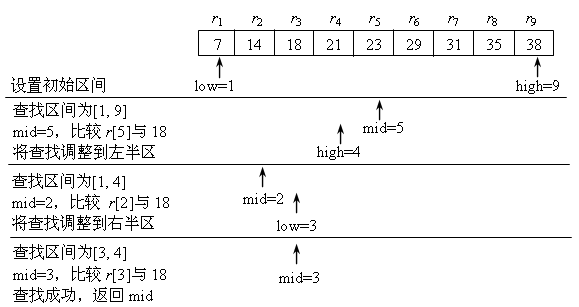 r1 r2 r3 r4 r5 r6 r7 r8 r9
7 14 18 21 23 29 31 35 38
设置初始区间 low=1 high=9
查找区间为[1, 9]
mid=5，比较 r[5]与 18 mid=5
将查找调整到左半区 high=4
查找区间为[1, 4]
mid=2，比较 r[2]与 18 mid=2
将查找调整到右半区 low=3
查找区间为[3, 4]
mid=3，比较 r[3]与 18 mid=3
查找成功，返回 mid